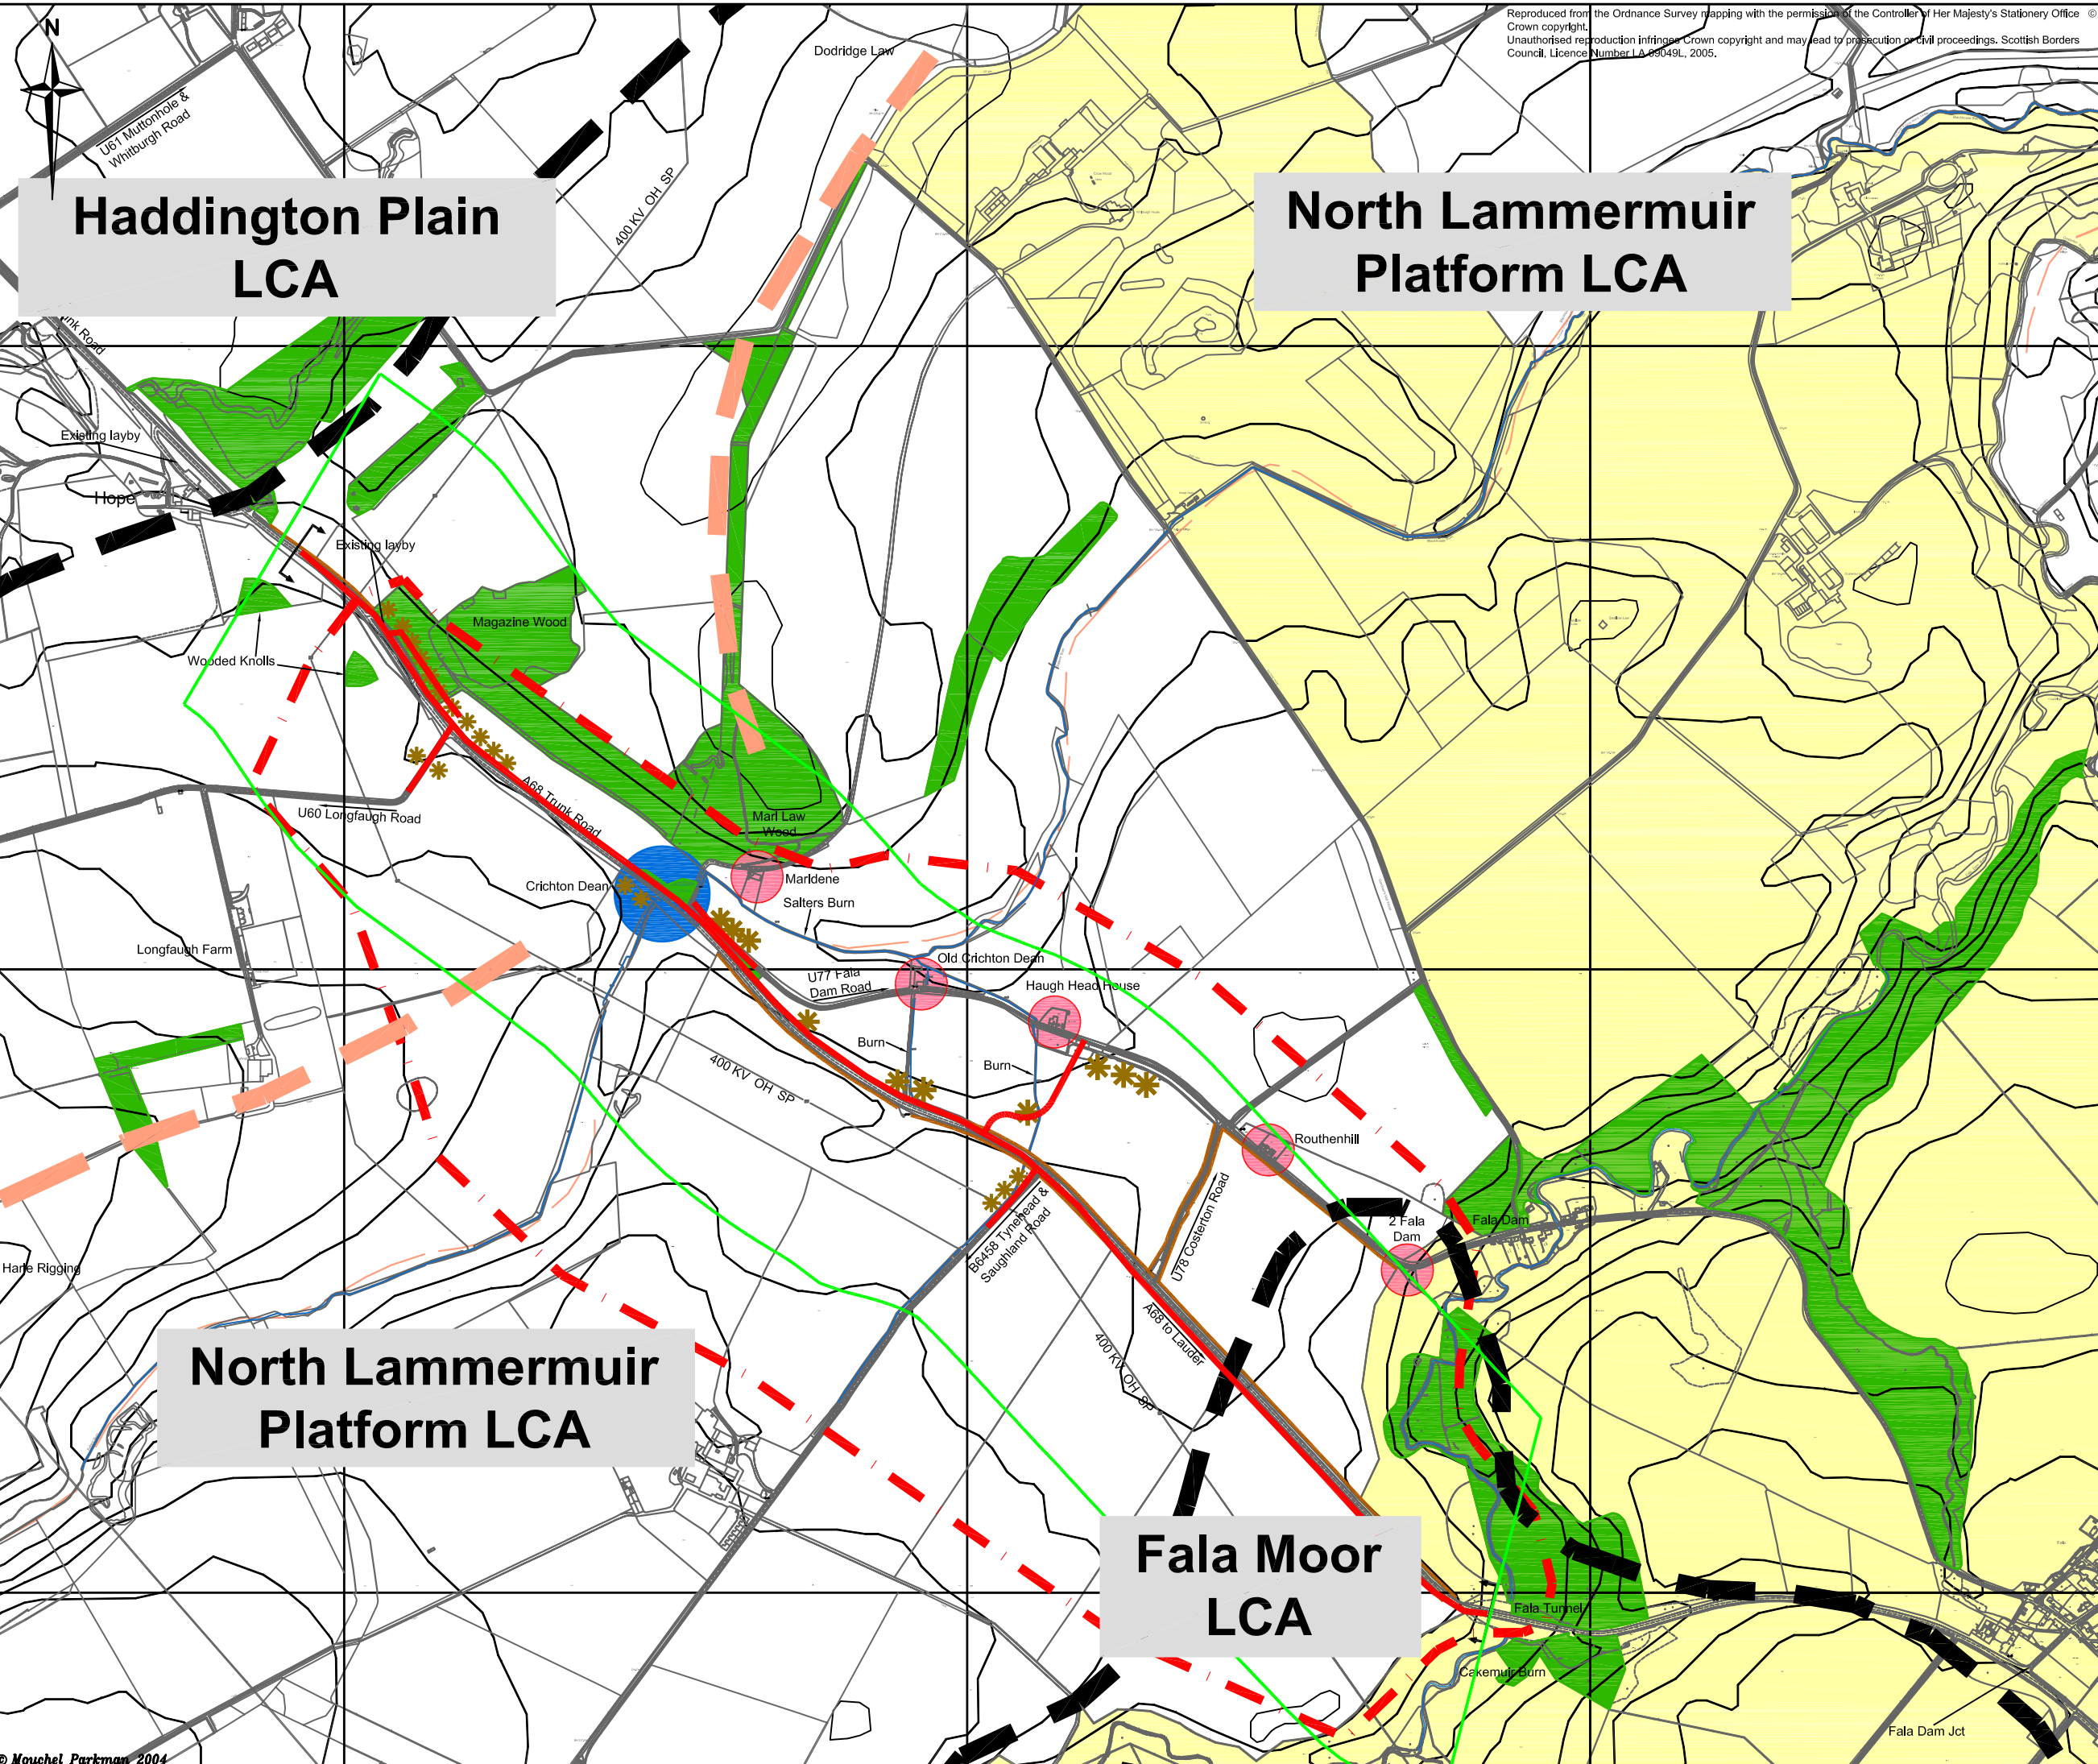 Reproduced from the Ordnance Survey mapping with the permission of the Controller of Her Majesty's Stationery Office ©
Crown copyright.
Unauthorised reproduction infringes Crown copyright and may lead to prosecution or civil proceedings. Scottish Borders
Council, Licence Number LA 09049L, 2005.
N
Dodridge Law
U61 Muttonhole &
Whitburgh Road
400 KV OH SP
Haddington Plain
LCA
North Lammermuir
Platform LCA
Trunk Road
Existing layby
Hope
Existing layby
Magazine Wood
Wooded Knolls
A68 Trunk Road
U60 Longfaugh Road
Marl Law
Wood
Crichton Dean
Marldene
Salters Burn
Longfaugh Farm
Old Crichton Dean
U77 Fala
Dam Road
Haugh Head House
Burn
Burn
400 KV OH SP
Routhenhill
U78 Costerton Road
B6458 Tynehead &
Saughland Road
2 Fala
Dam
Fala Dam
Harle Rigging
A68 to Lauder
400 KV OH SP
North Lammermuir
Platform LCA
Fala Moor
LCA
Fala Tunnel
Cakemuir Burn
Fala Dam Jct
© Mouchel Parkman 2004